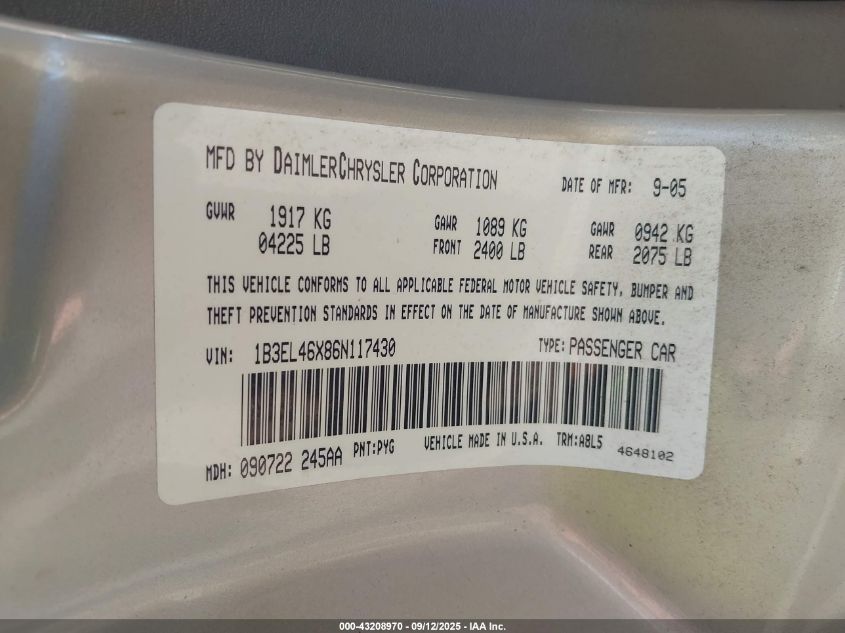 MFD BY DAIMLERCHRYSLER CORPORATION DATE OF MFR: 9-05
GVWR 1917 KG GAWR 1089 KG GAWR 0942 KG
04225 LB FRONT 2400 LB REAR 2075 LB
THIS VEHICLE CONFORMS TO ALL APPLICABLE FEDERAL MOTOR VEHICLE SAFETY, BUMPER AND
THEFT PREVENTION STANDARDS IN EFFECT ON THE DATE OF MANUFACTURE SHOWN ABOVE.
VIN: 1B3EL46X86N117430 TYPE: PASSENGER CAR
MDH: 090722 245AA PNT: PYG VEHICLE MADE IN U.S.A. TRM: A8L5 4648102
000-43208970 - 09/12/2025 - IAA Inc.